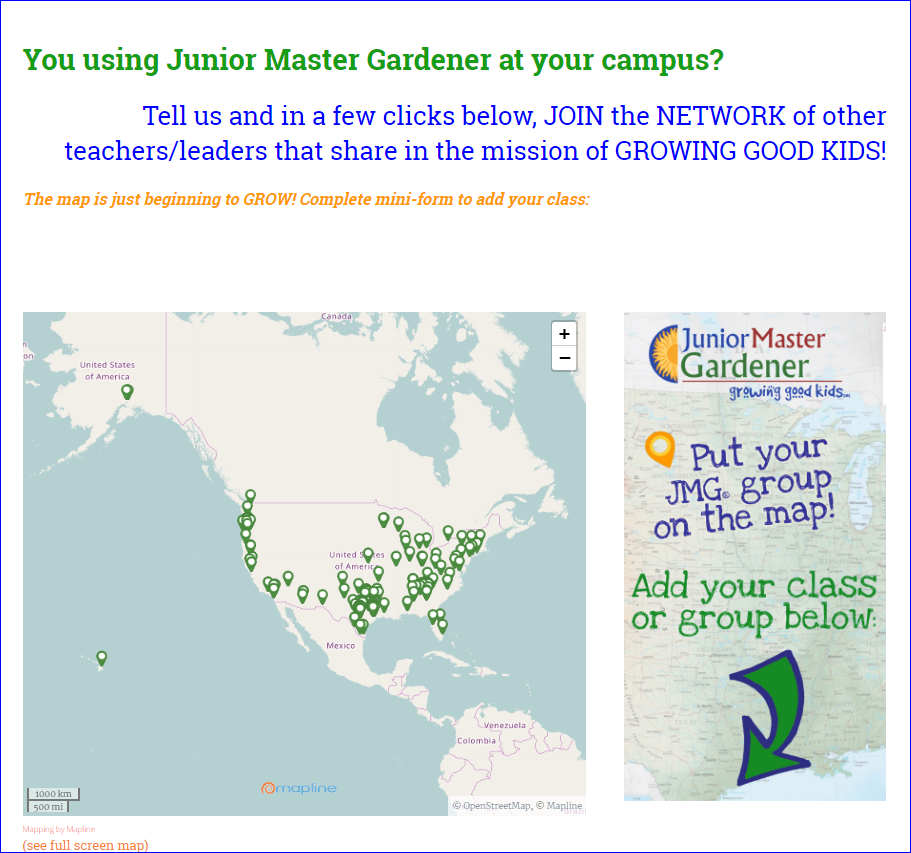 You using Junior Master Gardener at your campus?
Tell us and in a few clicks below, JOIN the NETWORK of other
teachers/leaders that share in the mission of GROWING GOOD KIDS!
The map is just beginning to GROW! Complete mini-form to add your class:
Canada
on
United States
of America
+
−
United States
of America
Mexico
Venezuela
Colombia
mapline
1000 km
500 mi
© OpenStreetMap, © Mapline
Mapping by Mapline
(see full screen map)
Junior Master
Gardener
growing good kids
Put your
JMG® group
on the map!
Add your class
or group below: